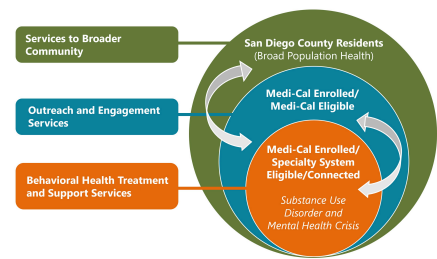 Services to Broader
Community
San Diego County Residents
(Broad Population Health)
Outreach and Engagement
Services
Medi-Cal Enrolled/
Medi-Cal Eligible
Behavioral Health Treatment
and Support Services
Medi-Cal Enrolled/
Specialty System
Eligible/Connected
Substance Use
Disorder and
Mental Health Crisis